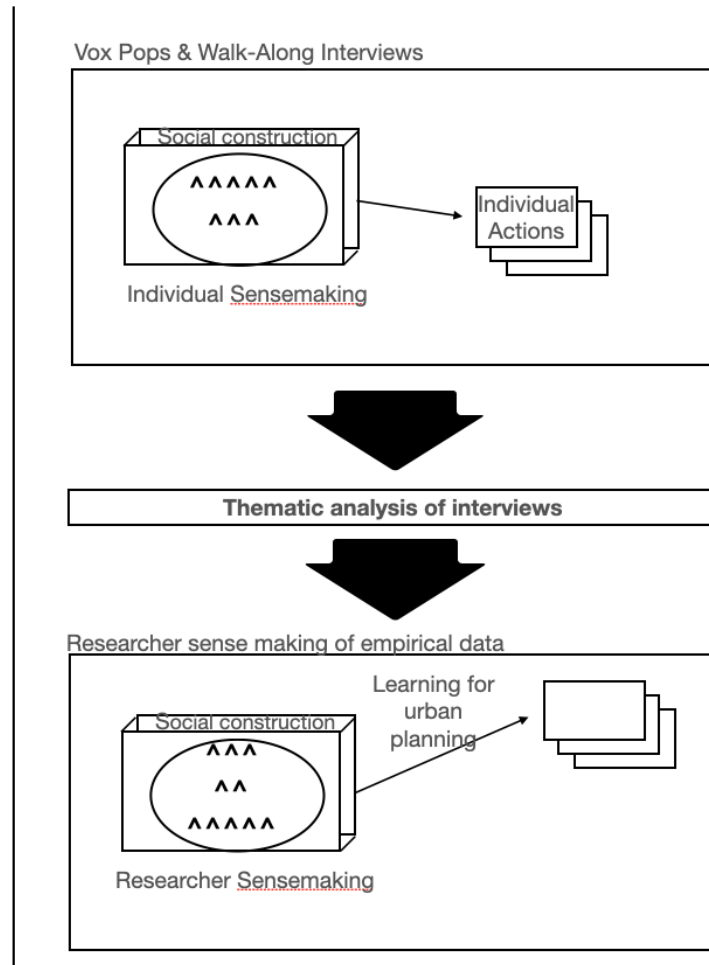 Vox Pops & Walk-Along Interviews
Social construction
^^^^^
^^^
Individual
Actions
Individual Sensemaking
Thematic analysis of interviews
Researcher sense making of empirical data
Learning for
urban
planning
Social construction
^^^
^^
^^^^^
Researcher Sensemaking